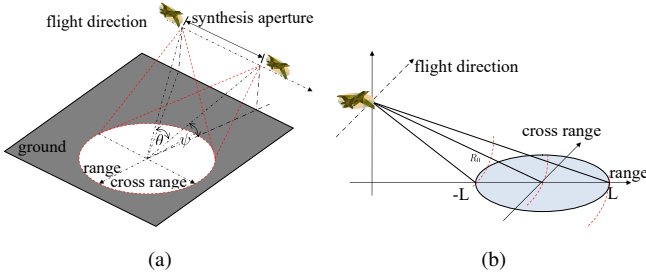 flight direction
synthesis aperture
ground
θ
ψ
range
cross range
(a)
flight direction
cross range
R₀
range
-L
L
(b)